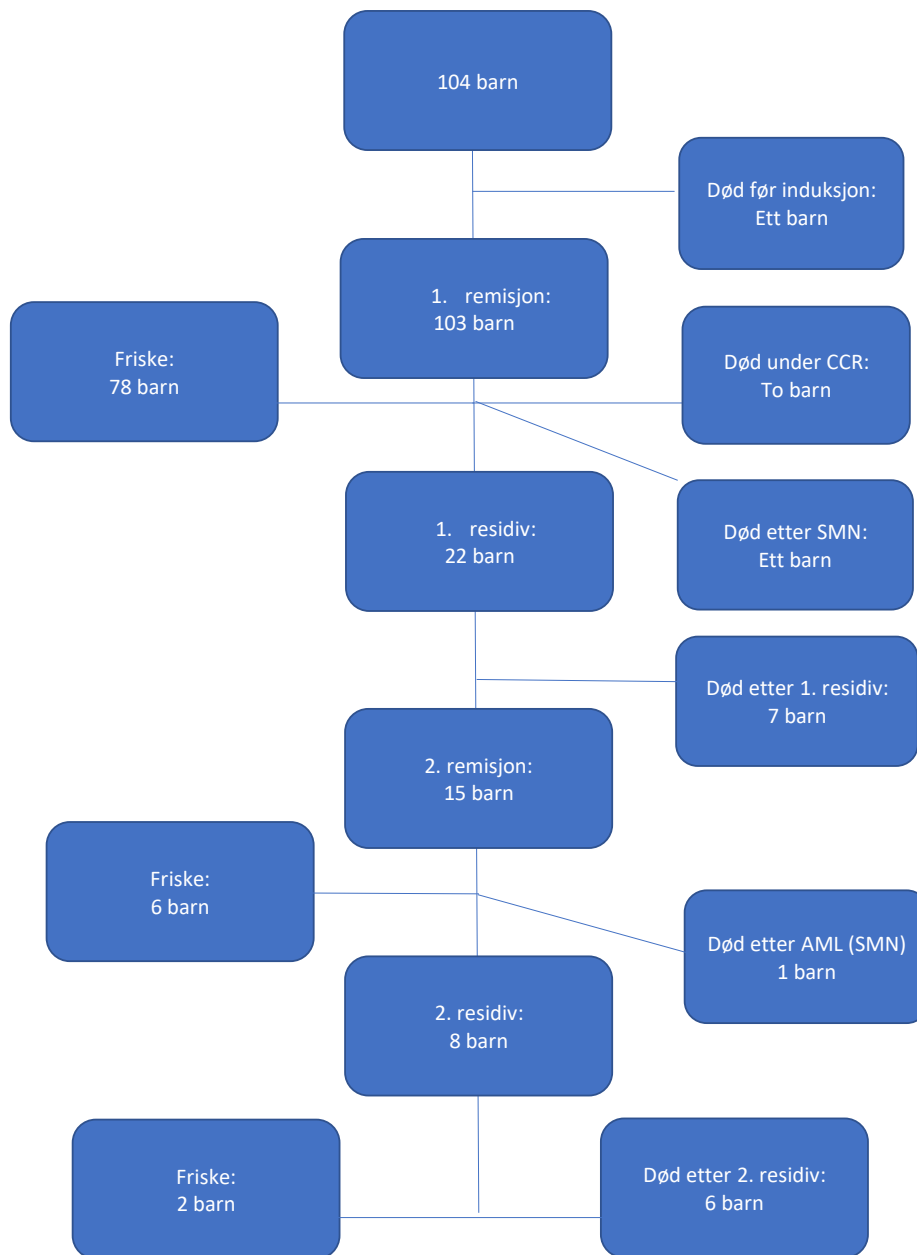 104 barn
Død før induksjon:
Ett barn
1. remisjon:
103 barn
Friske:
78 barn
Død under CCR:
To barn
1. residiv:
22 barn
Død etter SMN:
Ett barn
Død etter 1. residiv:
7 barn
2. remisjon:
15 barn
Friske:
6 barn
Død etter AML (SMN)
1 barn
2. residiv:
8 barn
Friske:
2 barn
Død etter 2. residiv:
6 barn